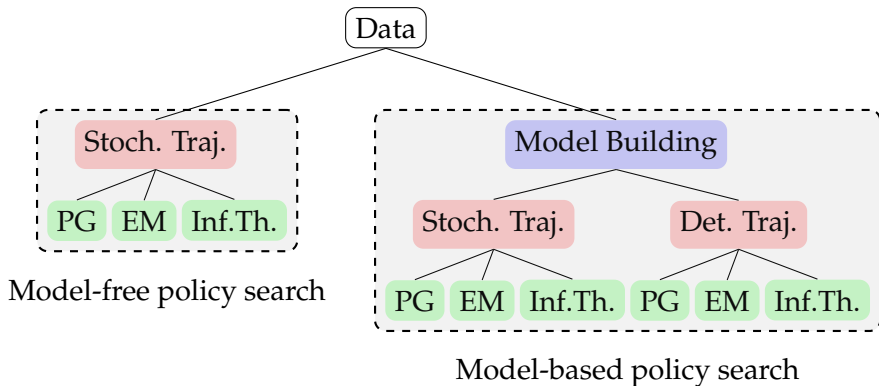 Data
Stoch. Traj.
Model Building
PG EM Inf.Th.
Stoch. Traj.
Det. Traj.
PG EM Inf.Th. PG EM Inf.Th.
Model-free policy search
Model-based policy search